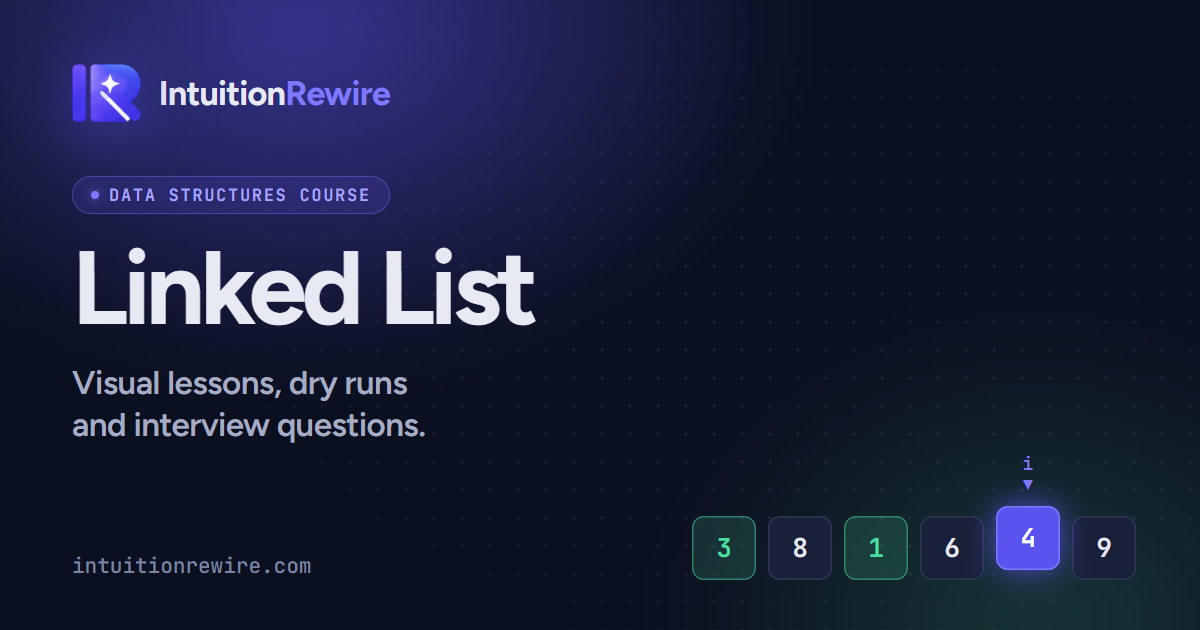 IntuitionRewire
DATA STRUCTURES COURSE
Linked List
Visual lessons, dry runs
and interview questions.
i
3 8 1 6 4 9
intuitionrewire.com